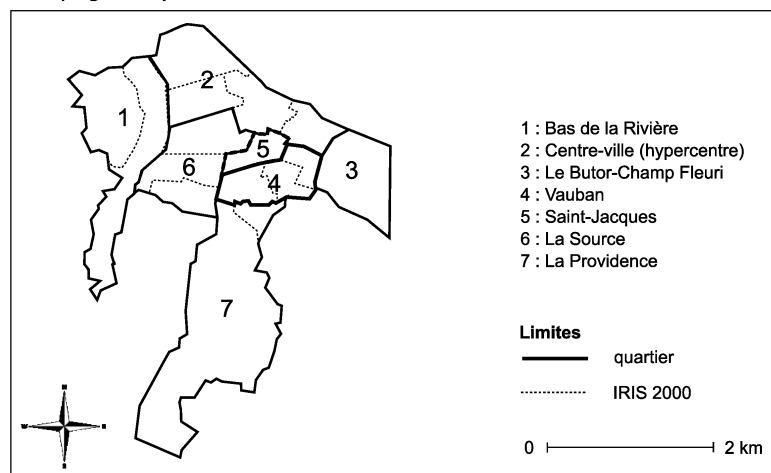 1
2
3
4
5
6
7
1 : Bas de la Rivière
2 : Centre-ville (hypercentre)
3 : Le Butor-Champ Fleuri
4 : Vauban
5 : Saint-Jacques
6 : La Source
7 : La Providence
Limites
quartier
IRIS 2000
N
W
E
S
0
2 km